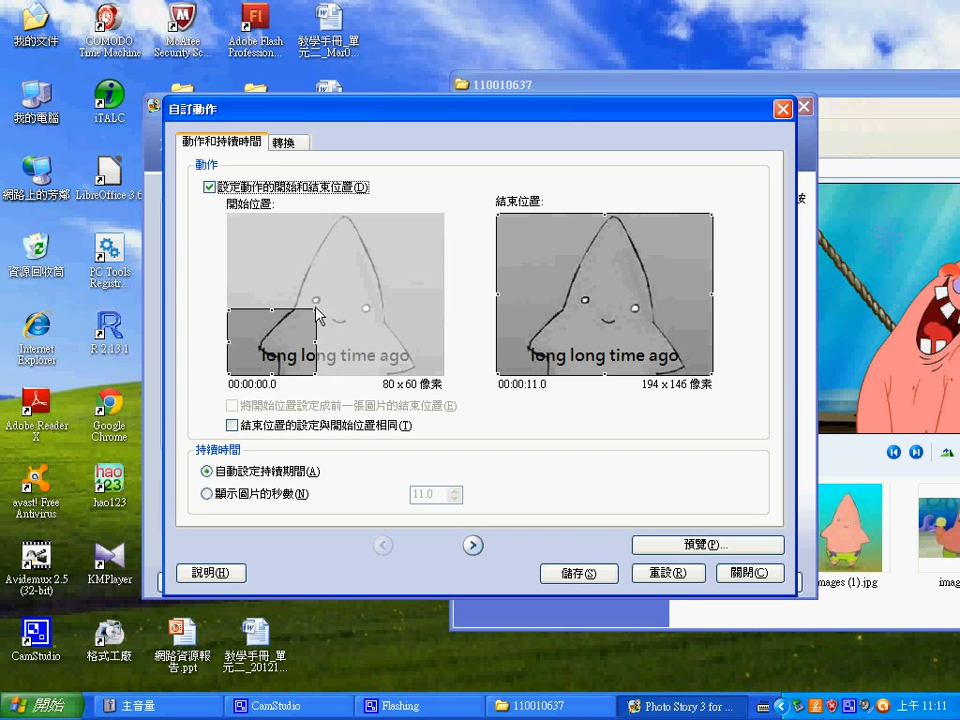 我的文件
COMODO
Time Machine
McAfee
Security Sc...
Adobe Flash
Profession...
教學手冊_單
元二_Mar0...
110010637
我的電腦
iTALC
自訂動作
動作和持續時間
轉換
動作
設定動作的開始和結束位置(D)
開始位置:
結束位置:
按
網路上的芳鄰
LibreOffice 3.6
資源回收筒
PC Tools
Registr...
long long time ago
long long time ago
00:00:00.0
80 x 60 像素
00:00:11.0
194 x 146 像素
Internet
Explorer
R 2.13.1
將開始位置設定成前一張圖片的結束位置(E)
結束位置的設定與開始位置相同(T)
Adobe Reader
X
Google
Chrome
持續時間
自動設定持續期間(A)
顯示圖片的秒數(N)
11.0
avast! Free
Antivirus
hao
123
hao123
預覽(P)...
說明(H)
儲存(S)
重設(R)
關閉(C)
mages (1).jpg
imag
Avidemux 2.5
(32-bit)
KMPlayer
CamStudio
格式工廠
網路資源報
告.ppt
教學手冊_單
元二_20121...
開始
主音量
CamStudio
Flashing
110010637
Photo Story 3 for ...
上午 11:11